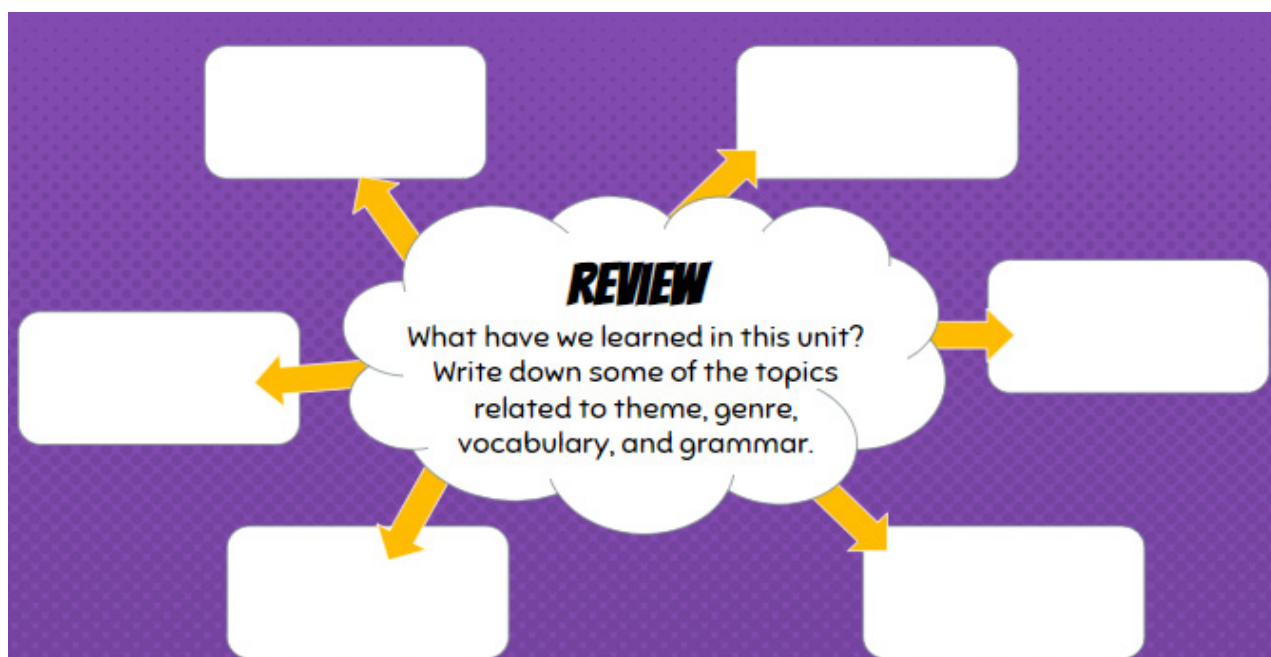 REVIEW
What have we learned in this unit?
Write down some of the topics
related to theme, genre,
vocabulary, and grammar.